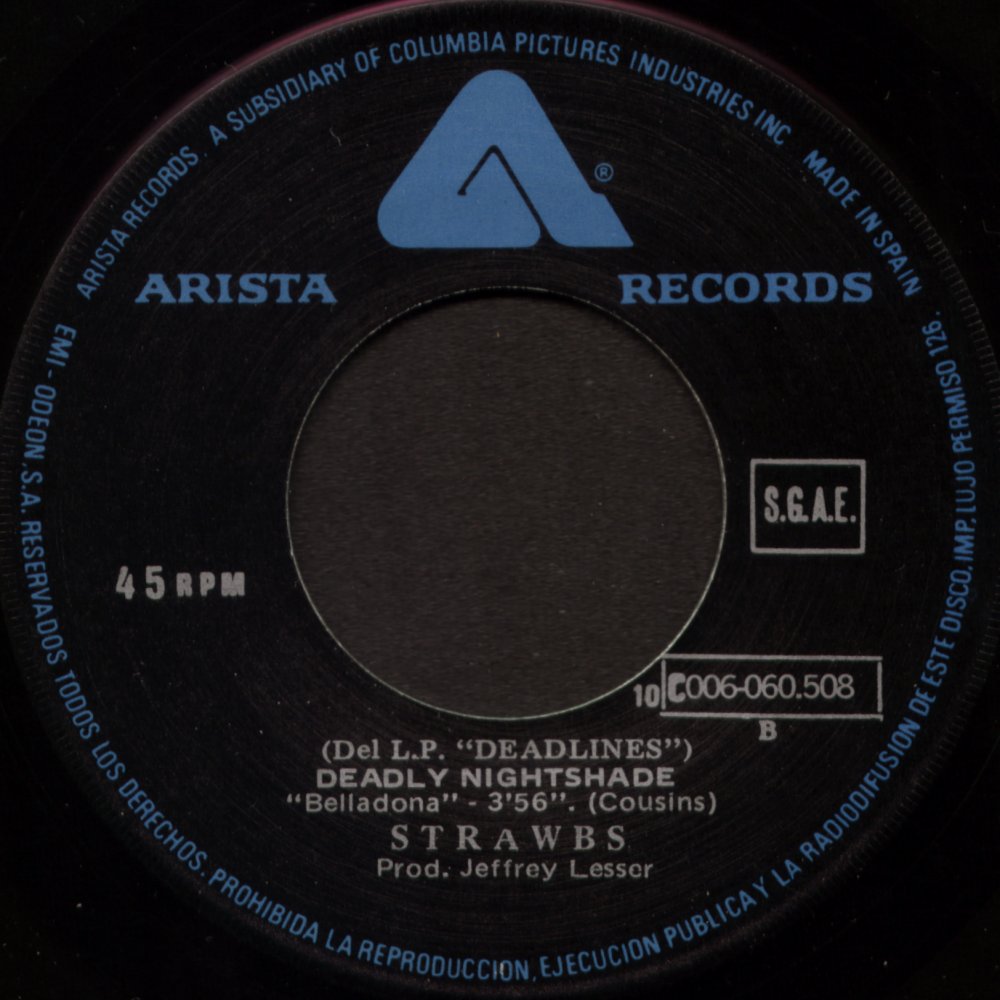 ARISTA RECORDS. A SUBSIDIARY OF COLUMBIA PICTURES INDUSTRIES INC MADE IN SPAIN
®
ARISTA RECORDS
S.G.A.E.
45 RPM
10 C006-060.508
B
(Del L.P. “DEADLINES”)
DEADLY NIGHTSHADE
“Belladona” - 3'56”. (Cousins)
STRAWBS
Prod. Jeffrey Lesser
EMI - ODEON, S.A. RESERVADOS TODOS LOS DERECHOS. PROHIBIDA LA REPRODUCCION, EJECUCION PUBLICA Y LA RADIODIFUSION DE ESTE DISCO. IMP. LUJO PERMISO 126.